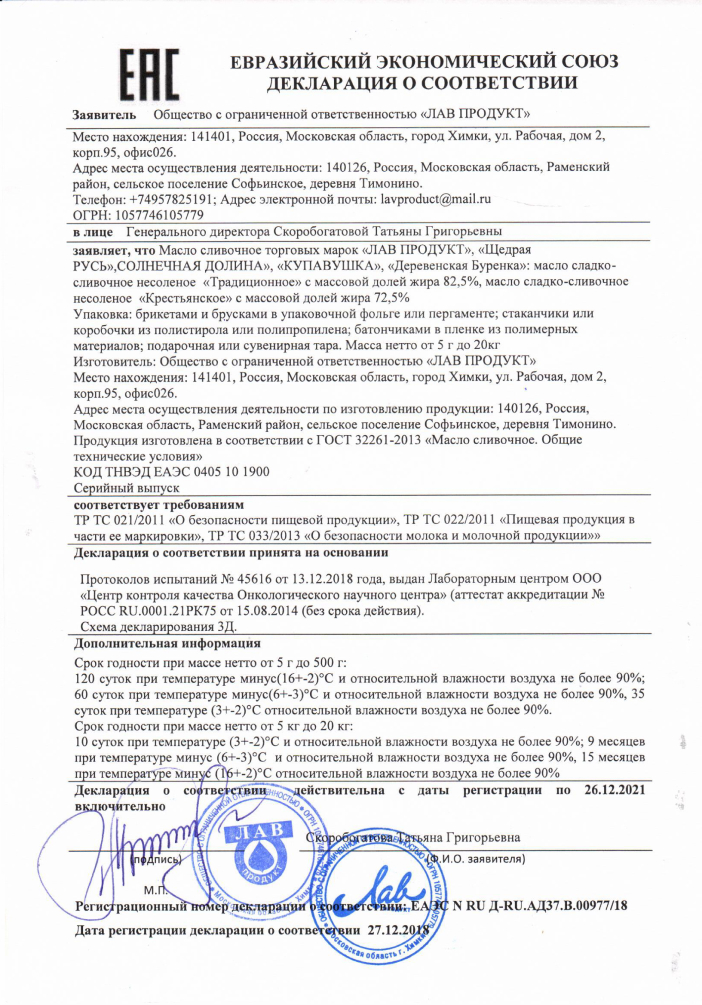 ЕАС
ЕВРАЗИЙСКИЙ ЭКОНОМИЧЕСКИЙ СОЮЗ
ДЕКЛАРАЦИЯ О СООТВЕТСТВИИ
Заявитель Общество с ограниченной ответственностью «ЛАВ ПРОДУКТ»
Место нахождения: 141401, Россия, Московская область, город Химки, ул. Рабочая, дом 2,
корп.95, офис026.
Адрес места осуществления деятельности: 140126, Россия, Московская область, Раменский
район, сельское поселение Софьинское, деревня Тимонино.
Телефон: +74957825191; Адрес электронной почты: lavproduct@mail.ru
ОГРН: 1057746105779
в лице Генерального директора Скоробогатовой Татьяны Григорьевны
заявляет, что Масло сливочное торговых марок «ЛАВ ПРОДУКТ», «Щедрая
РУСЬ»,СОЛНЕЧНАЯ ДОЛИНА», «КУПАВУШКА», «Деревенская Буренка»: масло сладко-
сливочное несоленое «Традиционное» с массовой долей жира 82,5%, масло сладко-сливочное
несоленое «Крестьянское» с массовой долей жира 72,5%
Упаковка: брикетами и брусками в упаковочной фольге или пергаменте; стаканчики или
коробочки из полистирола или полипропилена; батончиками в пленке из полимерных
материалов; подарочная или сувенирная тара. Масса нетто от 5 г до 20кг
Изготовитель: Общество с ограниченной ответственностью «ЛАВ ПРОДУКТ»
Место нахождения: 141401, Россия, Московская область, город Химки, ул. Рабочая, дом 2,
корп.95, офис026.
Адрес места осуществления деятельности по изготовлению продукции: 140126, Россия,
Московская область, Раменский район, сельское поселение Софьинское, деревня Тимонино.
Продукция изготовлена в соответствии с ГОСТ 32261-2013 «Масло сливочное. Общие
технические условия»
КОД ТНВЭД ЕАЭС 0405 10 1900
Серийный выпуск
соответствует требованиям
ТР ТС 021/2011 «О безопасности пищевой продукции», ТР ТС 022/2011 «Пищевая продукция в
части ее маркировки», ТР ТС 033/2013 «О безопасности молока и молочной продукции»»
Декларация о соответствии принята на основании
Протоколов испытаний № 45616 от 13.12.2018 года, выдан Лабораторным центром ООО
«Центр контроля качества Онкологического научного центра» (аттестат аккредитации №
РОСС RU.0001.21РК75 от 15.08.2014 (без срока действия).
Схема декларирования 3Д.
Дополнительная информация
Срок годности при массе нетто от 5 г до 500 г:
120 суток при температуре минус(16+-2)°С и относительной влажности воздуха не более 90%;
60 суток при температуре минус(6+-3)°С и относительной влажности воздуха не более 90%, 35
суток при температуре (3+-2)°С относительной влажности воздуха не более 90%.
Срок годности при массе нетто от 5 кг до 20 кг:
10 суток при температуре (3+-2)°С и относительной влажности воздуха не более 90%; 9 месяцев
при температуре минус (6+-3)°С и относительной влажности воздуха не более 90%, 15 месяцев
при температуре минус (16+-2)°С относительной влажности воздуха не более 90%
Декларация о соответствии действительна с даты регистрации по 26.12.2021
включительно
Скоробогатова Татьяна Григорьевна
(подпись) (Ф.И.О. заявителя)
М.П.
ЛАВ
ПРОДУКТ
Лав
Регистрационный номер декларации о соответствии: ЕАЭС N RU Д-RU.АД37.В.00977/18
Дата регистрации декларации о соответствии 27.12.2018